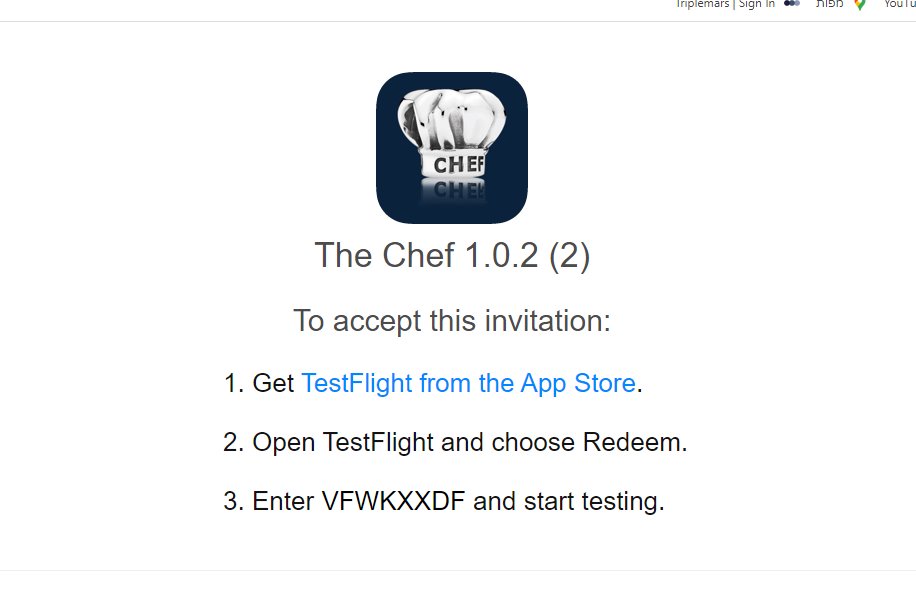 Triplemars | Sign In מפות YouTu
CHEF
CHEF
The Chef 1.0.2 (2)
To accept this invitation:
1. Get TestFlight from the App Store.
2. Open TestFlight and choose Redeem.
3. Enter VFWKXXDF and start testing.